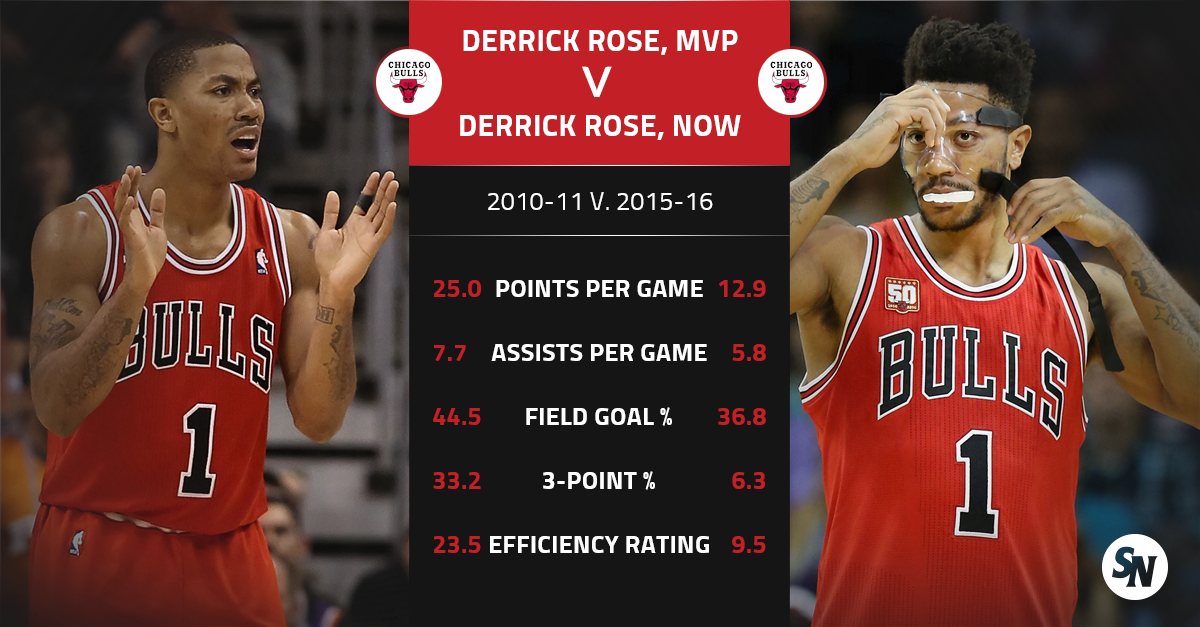 DERRICK ROSE, MVP
V
DERRICK ROSE, NOW
CHICAGO
BULLS
CHICAGO
BULLS
2010-11 V. 2015-16
25.0 POINTS PER GAME 12.9
7.7 ASSISTS PER GAME 5.8
44.5 FIELD GOAL % 36.8
33.2 3-POINT % 6.3
23.5 EFFICIENCY RATING 9.5
BULLS
1
50
BULLS
1
SN